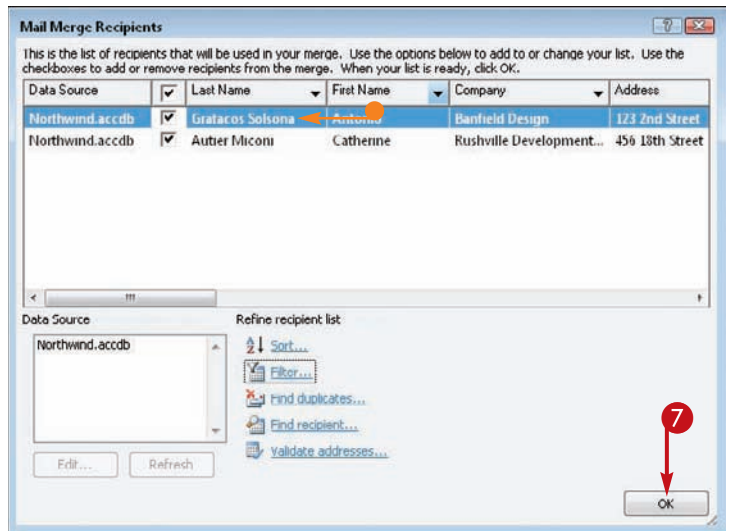 Mail Merge Recipients
This is the list of recipients that will be used in your merge. Use the options below to add to or change your list. Use the
checkboxes to add or remove recipients from the merge. When your list is ready, click OK.
Data Source Last Name First Name Company Address
Northwind.accdb Gratacos Solsona Antonio Banfield Design 123 2nd Street
Northwind.accdb Autier Miconi Catherine Rushville Development... 456 18th Street
Data Source Refine recipient list
Northwind.accdb
Sort...
Filter...
Find duplicates...
Find recipient...
Validate addresses...
Edit... Refresh
7
OK